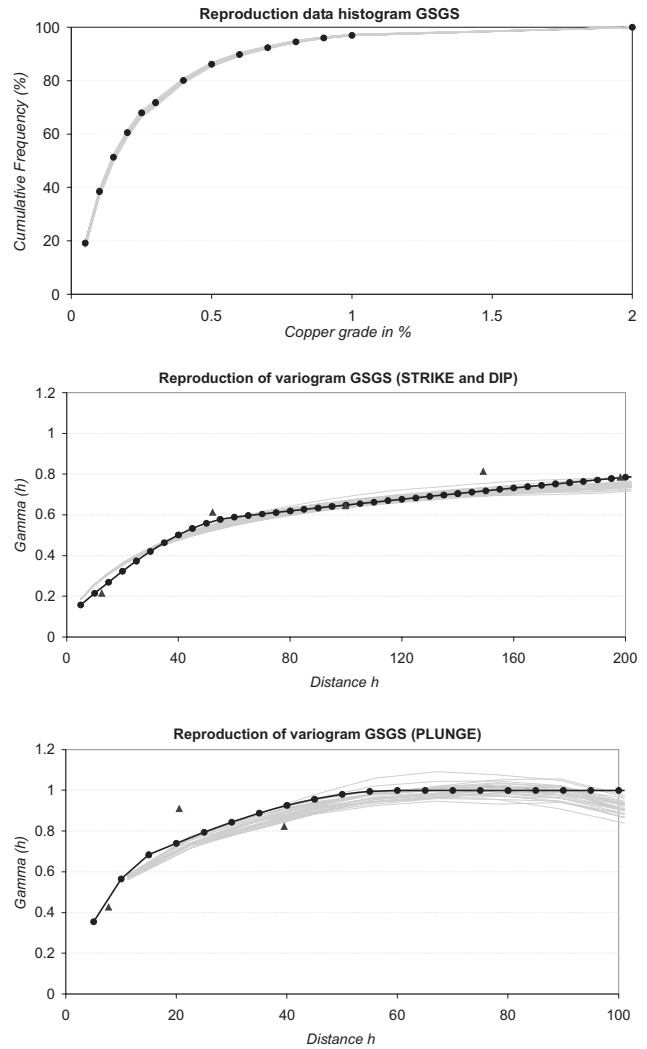 Reproduction data histogram GSGS
100
80
60
40
20
0
Cumulative Frequency (%)
0 0.5 1 1.5 2
Copper grade in %
Reproduction of variogram GSGS (STRIKE and DIP)
1.2
1
0.8
0.6
0.4
0.2
0
Gamma (h)
0 40 80 120 160 200
Distance h
Reproduction of variogram GSGS (PLUNGE)
1.2
1
0.8
0.6
0.4
0.2
0
Gamma (h)
0 20 40 60 80 100
Distance h